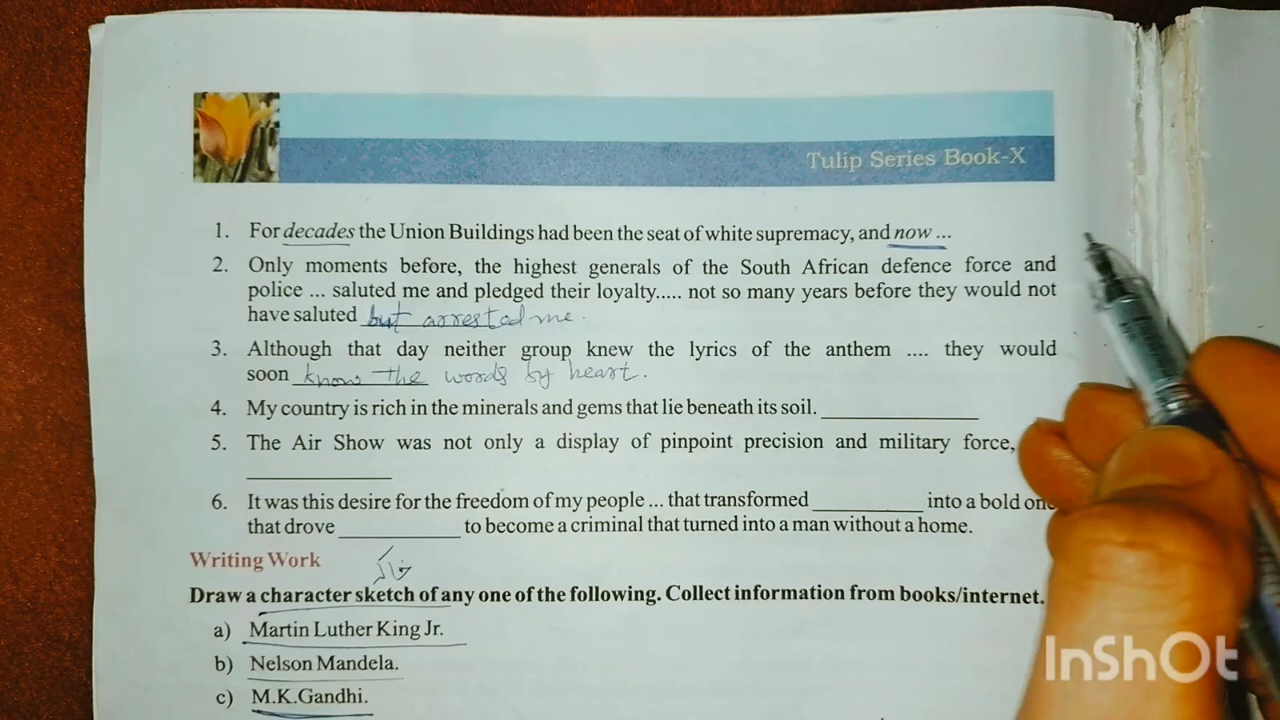 Tulip Series Book-X
1. For decades the Union Buildings had been the seat of white supremacy, and now ...
2. Only moments before, the highest generals of the South African defence force and
police ... saluted me and pledged their loyalty..... not so many years before they would not
have saluted but arrested me.
3. Although that day neither group knew the lyrics of the anthem .... they would
soon know the words by heart.
4. My country is rich in the minerals and gems that lie beneath its soil. ____________
5. The Air Show was not only a display of pinpoint precision and military force,
____________
6. It was this desire for the freedom of my people ... that transformed _________ into a bold one
that drove __________ to become a criminal that turned into a man without a home.
Writing Work
Draw a character sketch of any one of the following. Collect information from books/internet.
a) Martin Luther King Jr.
b) Nelson Mandela.
c) M.K.Gandhi.
InShOt